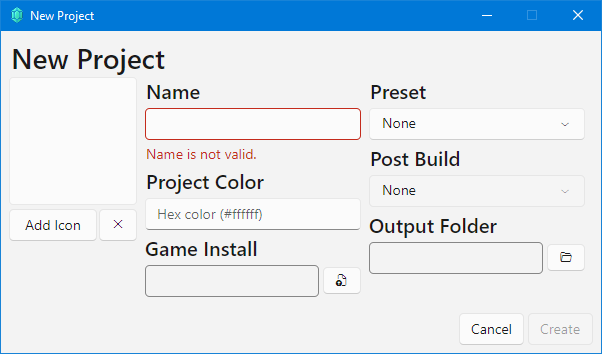 New Project
New Project
Add Icon
Name
Name is not valid.
Project Color
Hex color (#ffffff)
Game Install
Preset
None
Post Build
None
Output Folder
Cancel
Create